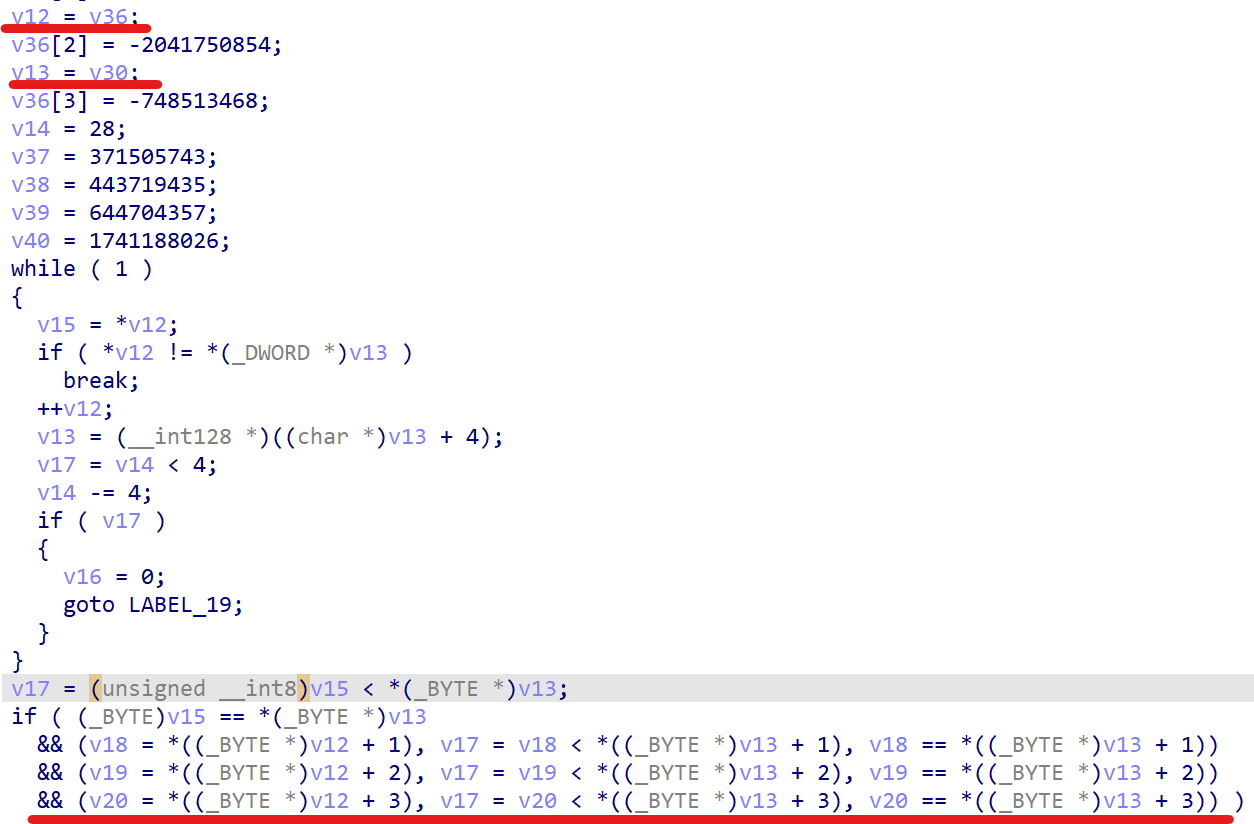 v12 = v36;
v36[2] = -2041750854;
v13 = v30;
v36[3] = -748513468;
v14 = 28;
v37 = 371505743;
v38 = 443719435;
v39 = 644704357;
v40 = 1741188026;
while ( 1 )
{
v15 = *v12;
if ( *v12 != *(_DWORD *)v13 )
break;
++v12;
v13 = (__int128 *)((char *)v13 + 4);
v17 = v14 < 4;
v14 -= 4;
if ( v17 )
{
v16 = 0;
goto LABEL_19;
}
}
v17 = (unsigned __int8)v15 < *(_BYTE *)v13;
if ( (_BYTE)v15 == *(_BYTE *)v13
&& (v18 = *((_BYTE *)v12 + 1), v17 = v18 < *((_BYTE *)v13 + 1), v18 == *((_BYTE *)v13 + 1))
&& (v19 = *((_BYTE *)v12 + 2), v17 = v19 < *((_BYTE *)v13 + 2), v19 == *((_BYTE *)v13 + 2))
&& (v20 = *((_BYTE *)v12 + 3), v17 = v20 < *((_BYTE *)v13 + 3), v20 == *((_BYTE *)v13 + 3)) )